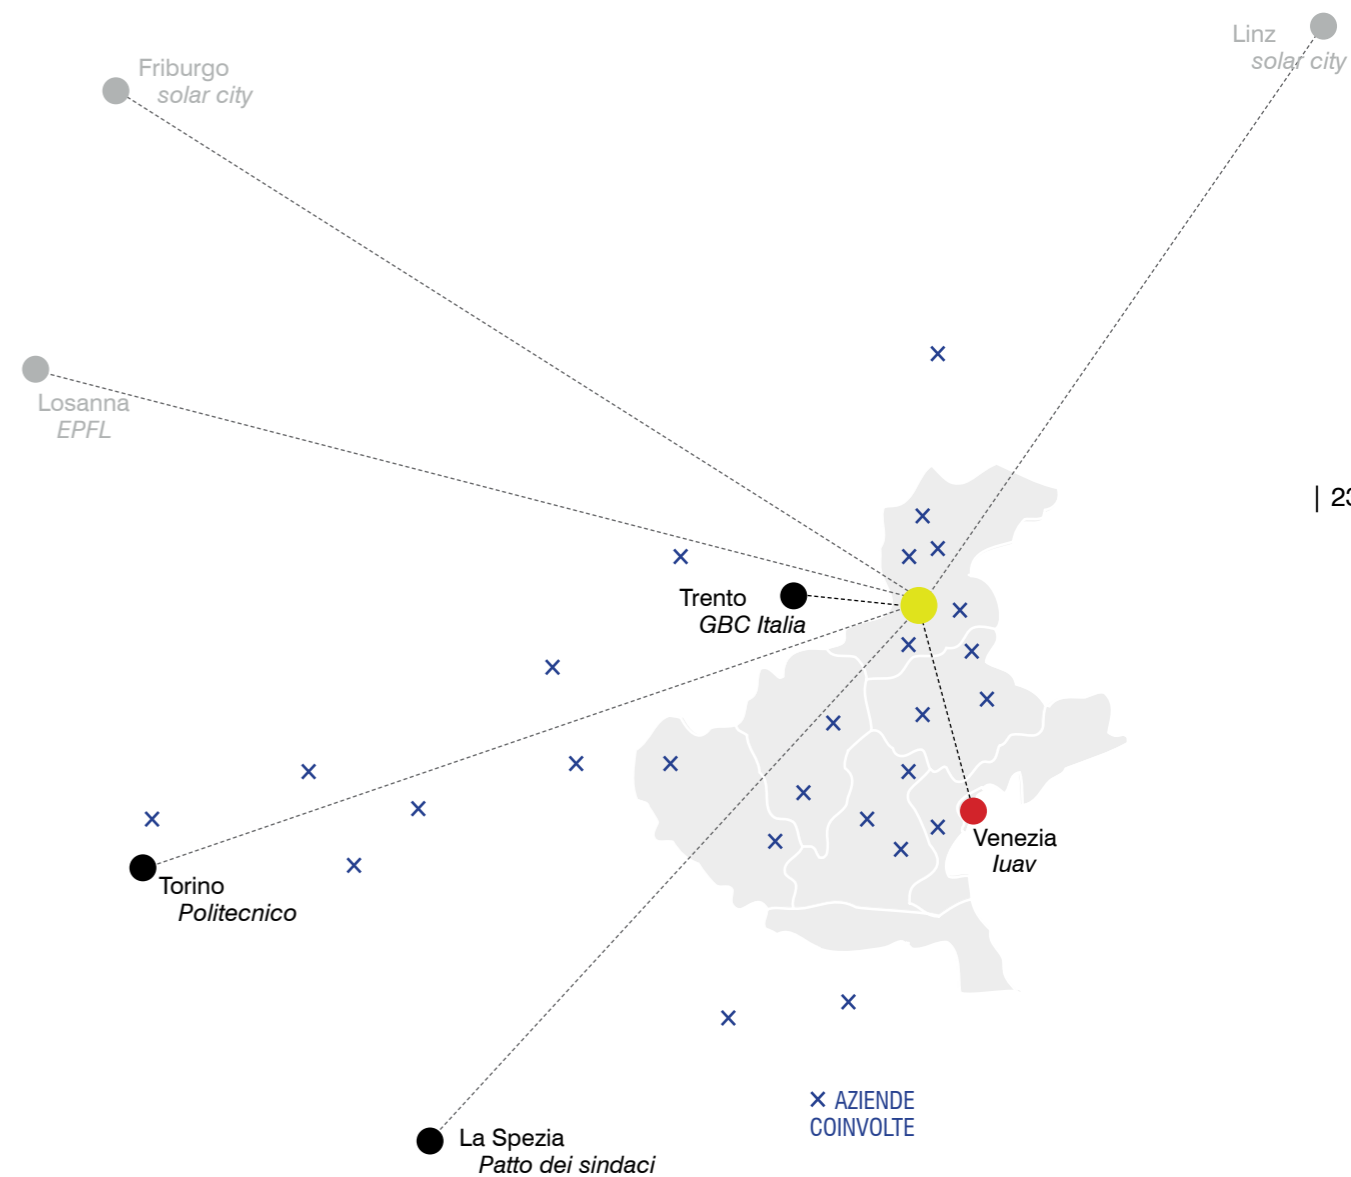 Linz
solar city
Friburgo
solar city
Losanna
EPFL
| 23
Trento
GBC Italia
Venezia
Iuav
Torino
Politecnico
× AZIENDE
COINVOLTE
La Spezia
Patto dei sindaci